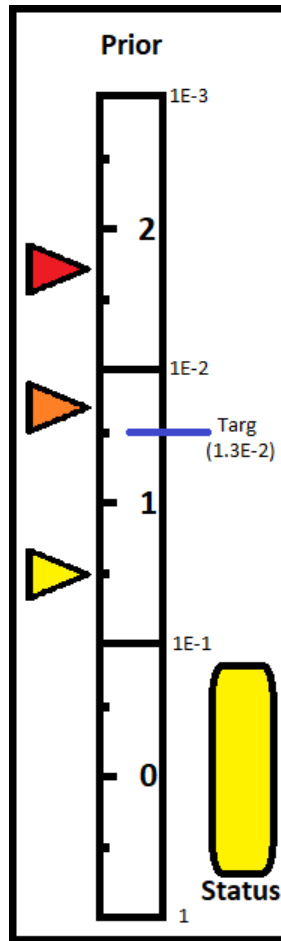 Prior
1E-3
2
1E-2
Targ
(1.3E-2)
1
1E-1
0
Status
1